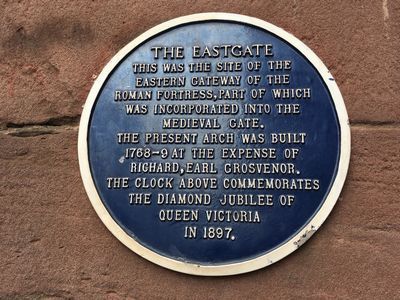 THE EASTGATE
THIS WAS THE SITE OF THE
EASTERN GATEWAY OF THE
ROMAN FORTRESS, PART OF WHICH
WAS INCORPORATED INTO THE
MEDIEVAL GATE.
THE PRESENT ARCH WAS BUILT
1768-9 AT THE EXPENSE OF
RICHARD, EARL GROSVENOR.
THE CLOCK ABOVE COMMEMORATES
THE DIAMOND JUBILEE OF
QUEEN VICTORIA
IN 1897.